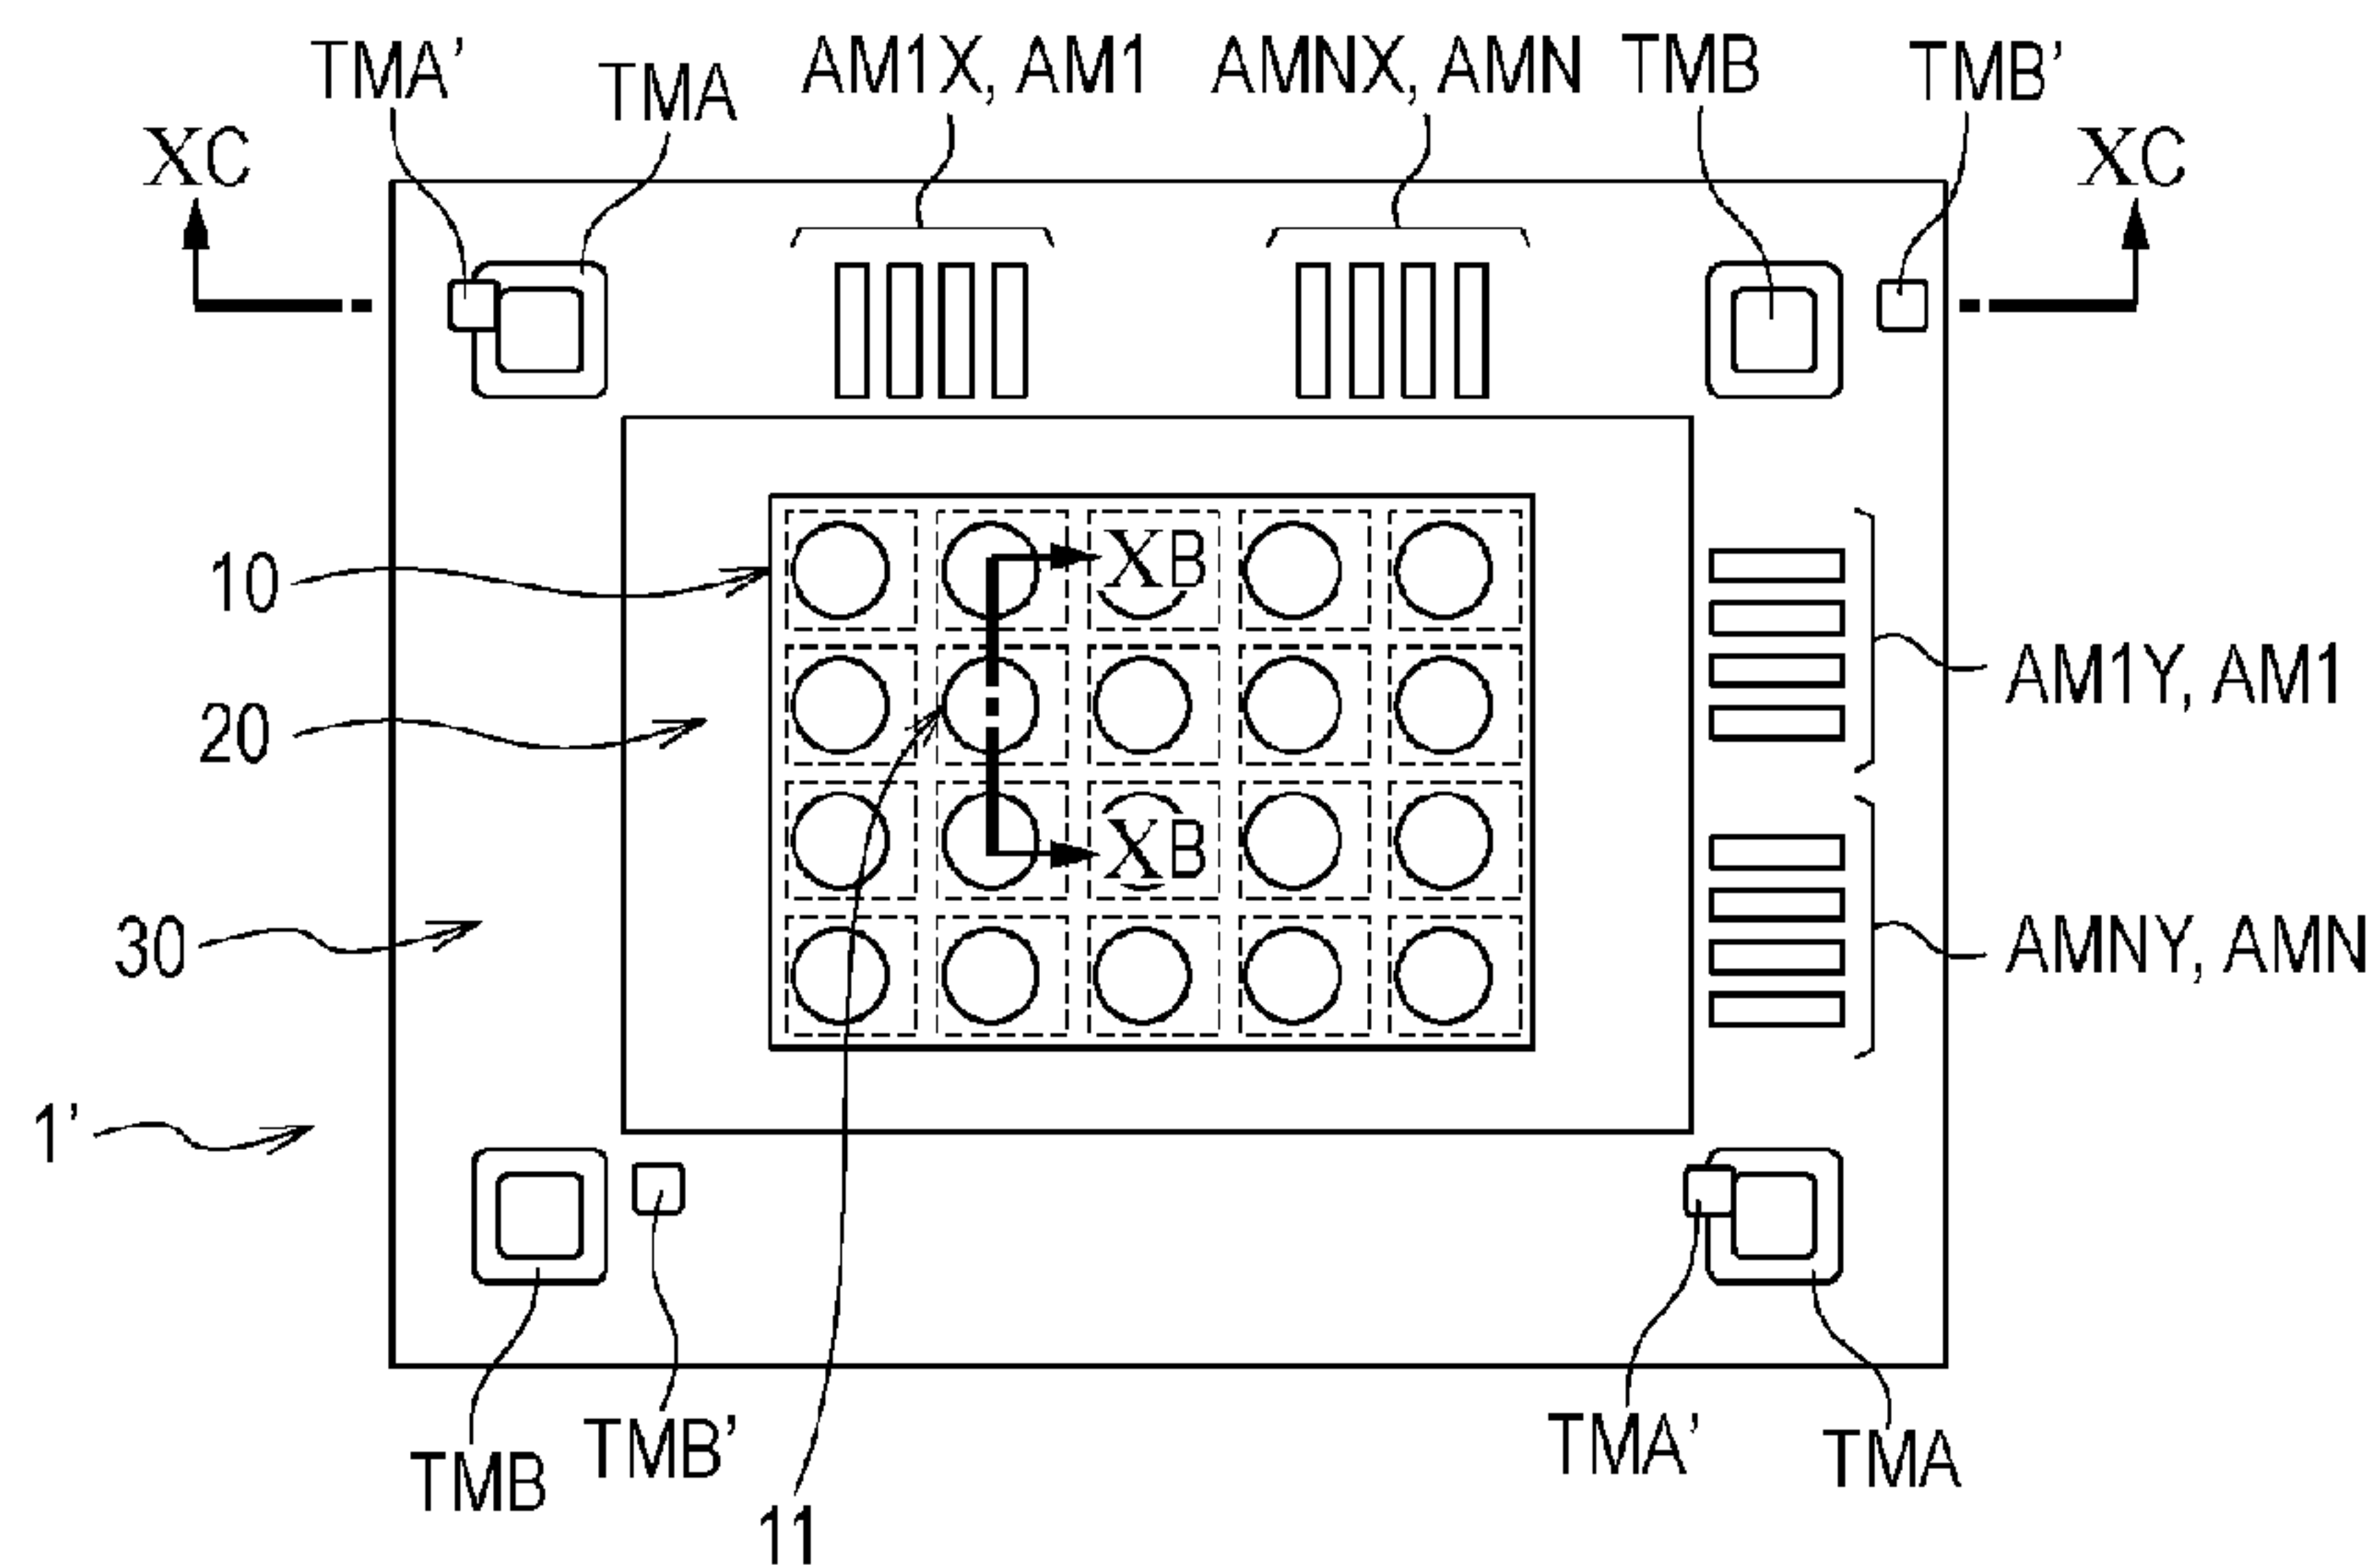 TMA’
TMA
AM1X, AM1
AMNX, AMN
TMB
TMB’
XC
XC
10
XB
AM1Y, AM1
20
XB
30
AMNY, AMN
1’
TMB
TMB’
11
TMA’
TMA